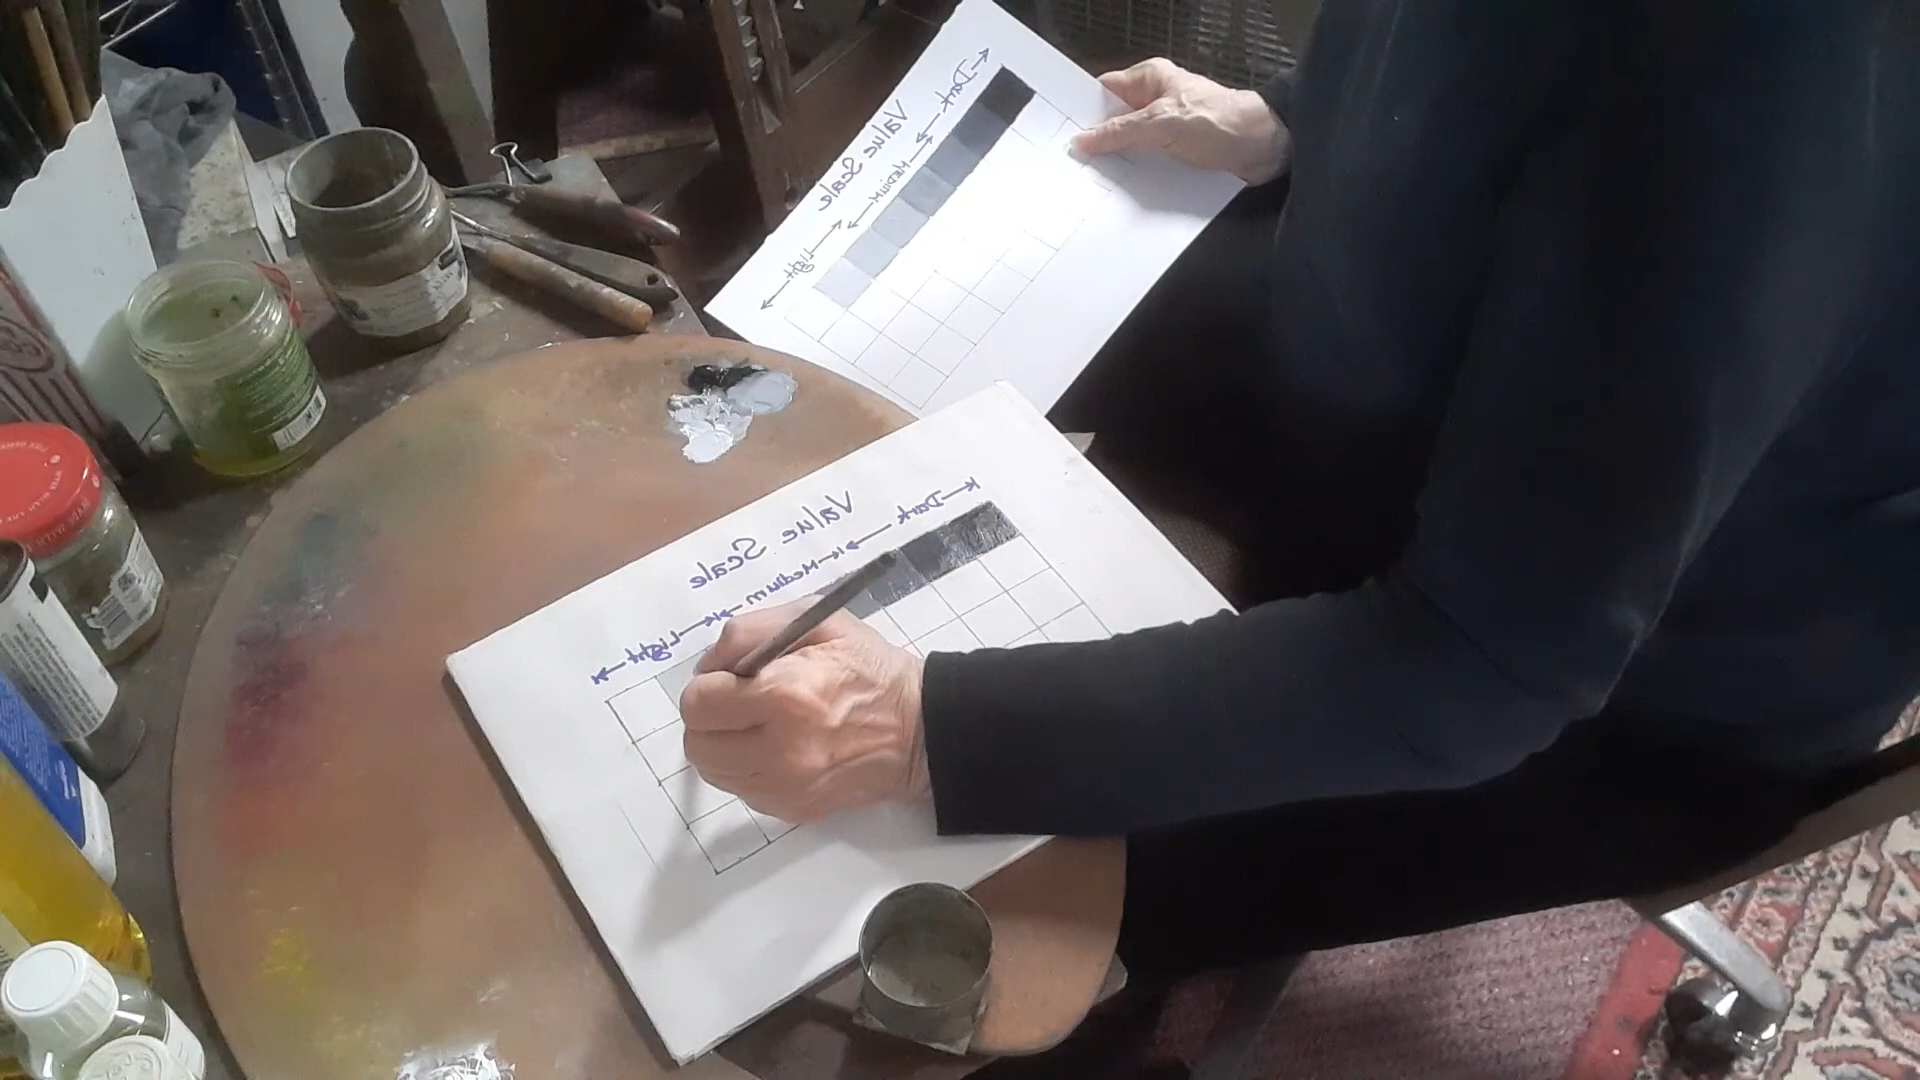 Value Scale
Dark
MEDIUM
Light
Value Scale
Dark
Medium
Light